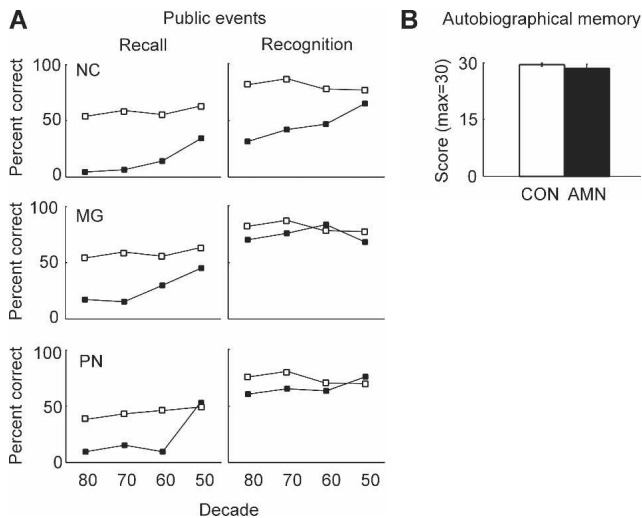 A
Public events
Recall
Recognition
Percent correct
100
50
0
NC
Percent correct
100
50
0
MG
Percent correct
100
50
0
PN
80 70 60 50
80 70 60 50
Decade
B
Autobiographical memory
Score (max=30)
30
15
0
CON AMN